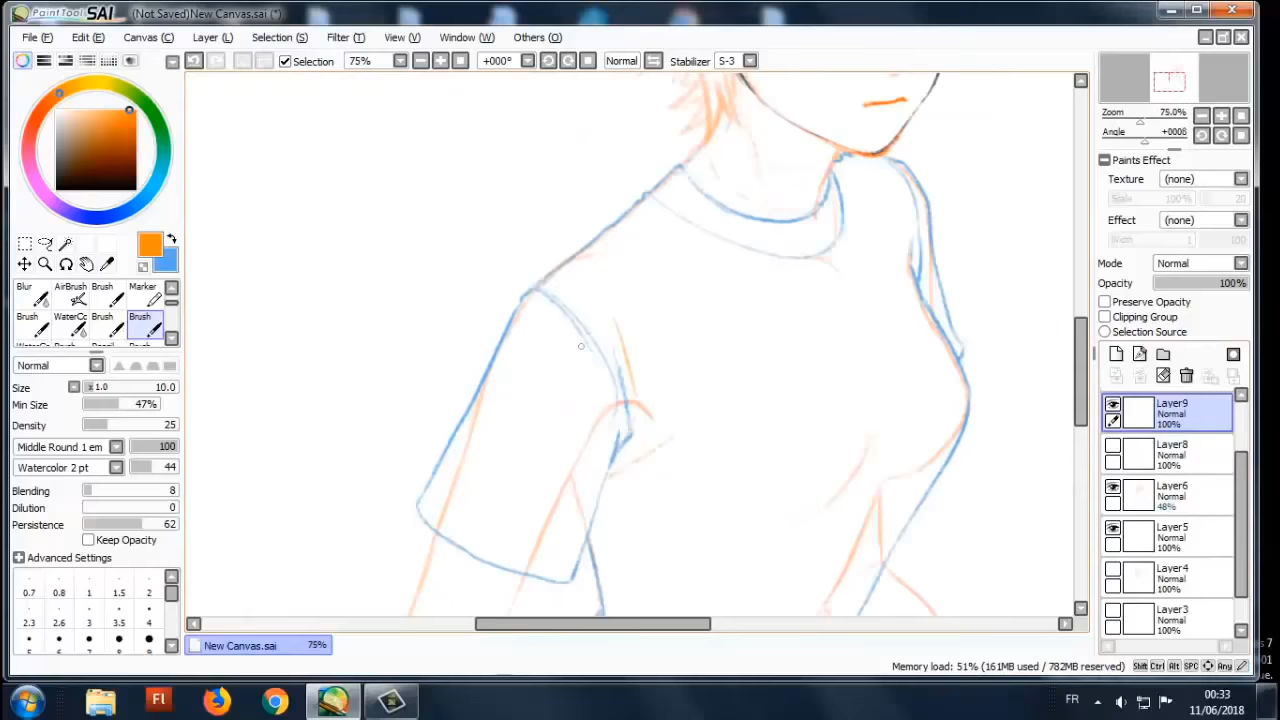 PaintTool SAI (Not Saved)New Canvas.sai (*)
File (F) Edit (E) Canvas (C) Layer (L) Selection (S) Filter (T) View (V) Window (W) Others (O)
Selection 75% +000° Normal Stabilizer S-3
Zoom 75.0%
Angle +0008
Paints Effect
Texture (none)
Scale 100% 20
Effect (none)
Width 1 100
Mode Normal
Opacity 100%
Preserve Opacity
Clipping Group
Selection Source
Blur AirBrush Brush Marker
Brush WaterCo Brush Brush
Normal
Size x 1.0 10.0
Min Size 47%
Density 25
Middle Round 1 em 100
Watercolor 2 pt 44
Blending 8
Dilution 0
Persistence 62
Keep Opacity
Advanced Settings
0.7 0.8 1 1.5 2
2.3 2.6 3 3.5 4
5 6 7 8 9
Layer9
Normal
100%
Layer8
Normal
100%
Layer6
Normal
48%
Layer5
Normal
100%
Layer4
Normal
100%
Layer3
Normal
100%
New Canvas.sai 75%
Memory load: 51% (161MB used / 782MB reserved) Shift Ctrl Alt SPC Any
Fl
FR 00:33
11/06/2018